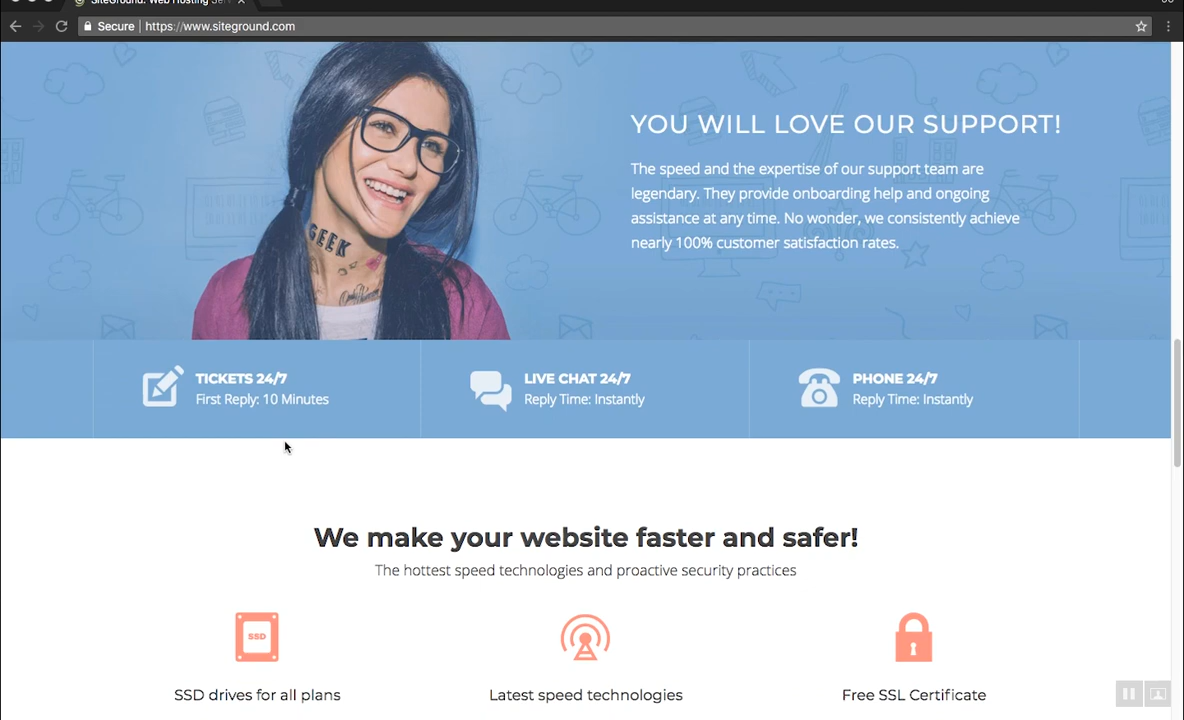 SiteGround: Web Hosting Ser
Secure
https://www.siteground.com
YOU WILL LOVE OUR SUPPORT!
The speed and the expertise of our support team are
legendary. They provide onboarding help and ongoing
assistance at any time. No wonder, we consistently achieve
nearly 100% customer satisfaction rates.
GEEK
TICKETS 24/7
First Reply: 10 Minutes
LIVE CHAT 24/7
Reply Time: Instantly
PHONE 24/7
Reply Time: Instantly
We make your website faster and safer!
The hottest speed technologies and proactive security practices
SSD
SSD drives for all plans
Latest speed technologies
Free SSL Certificate